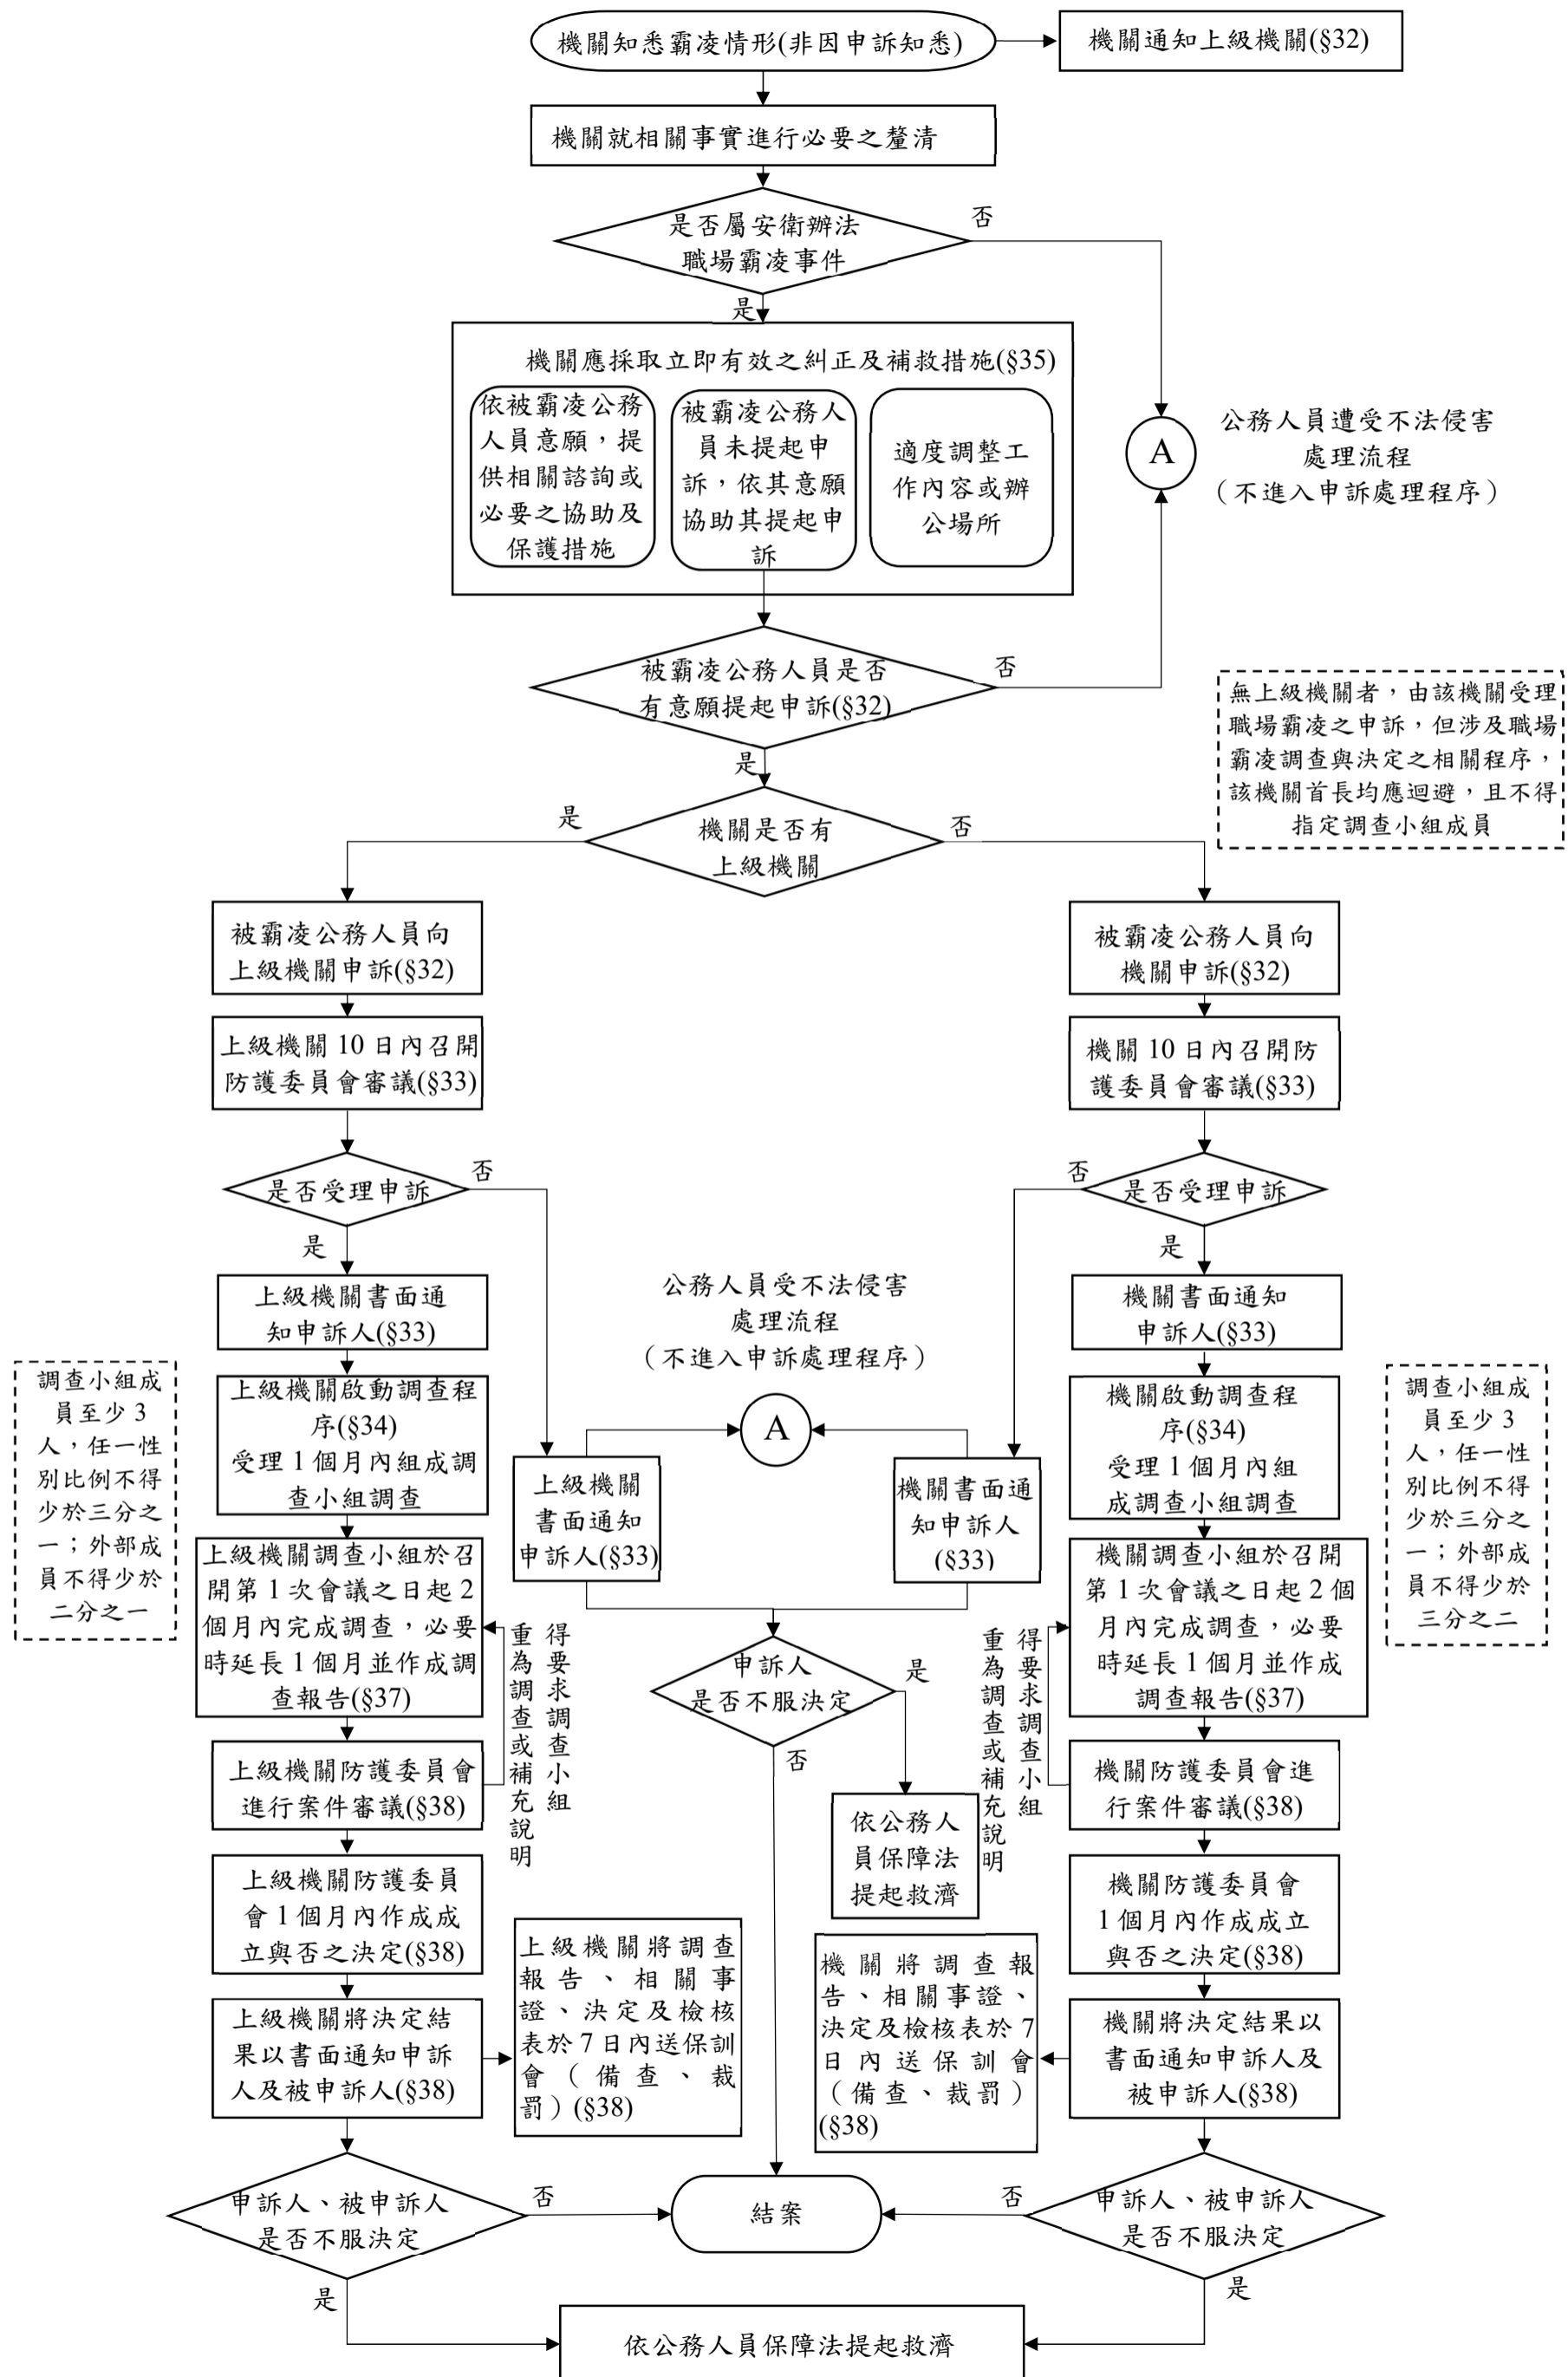 機關知悉霸凌情形(非因申訴知悉)
機關通知上級機關(§32)
機關就相關事實進行必要之釐清
是否屬安衛辦法
職場霸凌事件
否
是
機關應採取立即有效之糾正及補救措施(§35)
依被霸凌公務
人員意願，提
供相關諮詢或
必要之協助及
保護措施
被霸凌公務人
員未提起申
訴，依其意願
協助其提起申
訴
適度調整工
作內容或辦
公場所
A
公務人員遭受不法侵害
處理流程
（不進入申訴處理程序）
被霸凌公務人員是否
有意願提起申訴(§32)
否
是
無上級機關者，由該機關受理
職場霸凌之申訴，但涉及職場
霸凌調查與決定之相關程序，
該機關首長均應迴避，且不得
指定調查小組成員
機關是否有
上級機關
是
否
被霸凌公務人員向
上級機關申訴(§32)
上級機關 10 日內召開
防護委員會審議(§33)
是否受理申訴
否
是
上級機關書面通
知申訴人(§33)
上級機關啟動調查程
序(§34)
受理 1 個月內組成調
查小組調查
調查小組成
員至少 3
人，任一性
別比例不得
少於三分之
一；外部成
員不得少於
二分之一
上級機關調查小組於召
開第 1 次會議之日起 2
個月內完成調查，必要
時延長 1 個月並作成調
查報告(§37)
得要求調查小組
重為調查或補充說明
上級機關防護委員會
進行案件審議(§38)
上級機關防護委員
會 1 個月內作成成
立與否之決定(§38)
上級機關將決定結
果以書面通知申訴
人及被申訴人(§38)
上級機關將調查
報告、相關事
證、決定及檢核
表於 7 日內送保訓
會（備查、裁
罰）(§38)
申訴人、被申訴人
是否不服決定
否
是
公務人員受不法侵害
處理流程
（不進入申訴處理程序）
A
上級機關
書面通知
申訴人(§33)
機關書面通
知申訴人
(§33)
申訴人
是否不服決定
是
否
依公務人
員保障法
提起救濟
結案
被霸凌公務人員向
機關申訴(§32)
機關 10 日內召開防
護委員會審議(§33)
是否受理申訴
否
是
機關書面通知
申訴人(§33)
機關啟動調查程
序(§34)
受理 1 個月內組
成調查小組調查
調查小組成
員至少 3
人，任一性
別比例不得
少於三分之
一；外部成
員不得少於
三分之二
機關調查小組於召開
第 1 次會議之日起 2 個
月內完成調查，必要
時延長 1 個月並作成
調查報告(§37)
得要求調查小組
重為調查或補充說明
機關防護委員會進
行案件審議(§38)
機關防護委員會
1 個月內作成成立
與否之決定(§38)
機關將決定結果以
書面通知申訴人及
被申訴人(§38)
機關將調查報
告、相關事證、
決定及檢核表於 7
日內送保訓會
（備查、裁罰）
(§38)
申訴人、被申訴人
是否不服決定
否
是
依公務人員保障法提起救濟